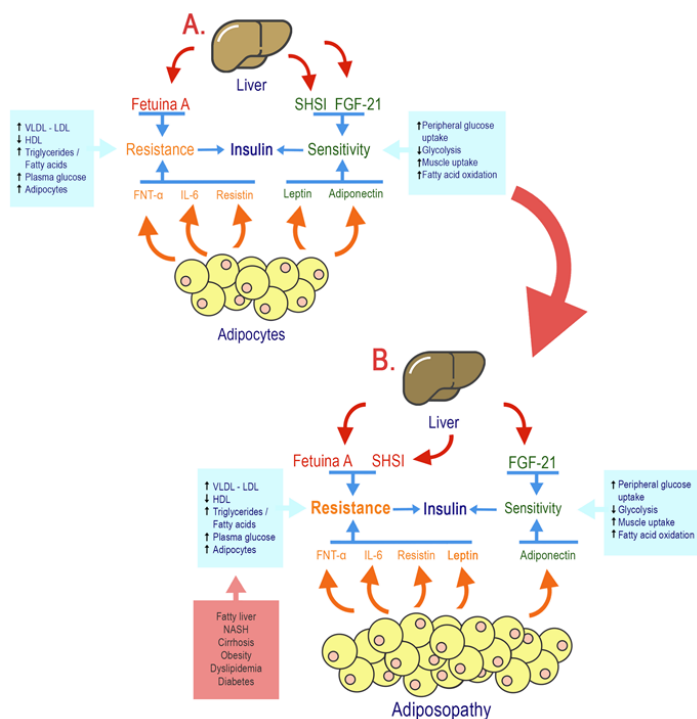 A.
Liver
Fetuina A
SHSI FGF-21
↑ VLDL - LDL
↓ HDL
↑ Triglycerides /
Fatty acids
↑ Plasma glucose
↑ Adipocytes
Resistance
Insulin
Sensitivity
↑Peripheral glucose
uptake
↓Glycolysis
↑Muscle uptake
↑Fatty acid oxidation
FNT-α
IL-6
Resistin
Leptin
Adiponectin
Adipocytes
B.
Liver
Fetuina A
SHSI
FGF-21
↑ VLDL - LDL
↓ HDL
↑ Triglycerides /
Fatty acids
↑ Plasma glucose
↑ Adipocytes
Resistance
Insulin
Sensitivity
↑ Peripheral glucose
uptake
↓Glycolysis
↑ Muscle uptake
↑ Fatty acid oxidation
FNT-α
IL-6
Resistin
Leptin
Adiponectin
Fatty liver
NASH
Cirrhosis
Obesity
Dyslipidemia
Diabetes
Adiposopathy